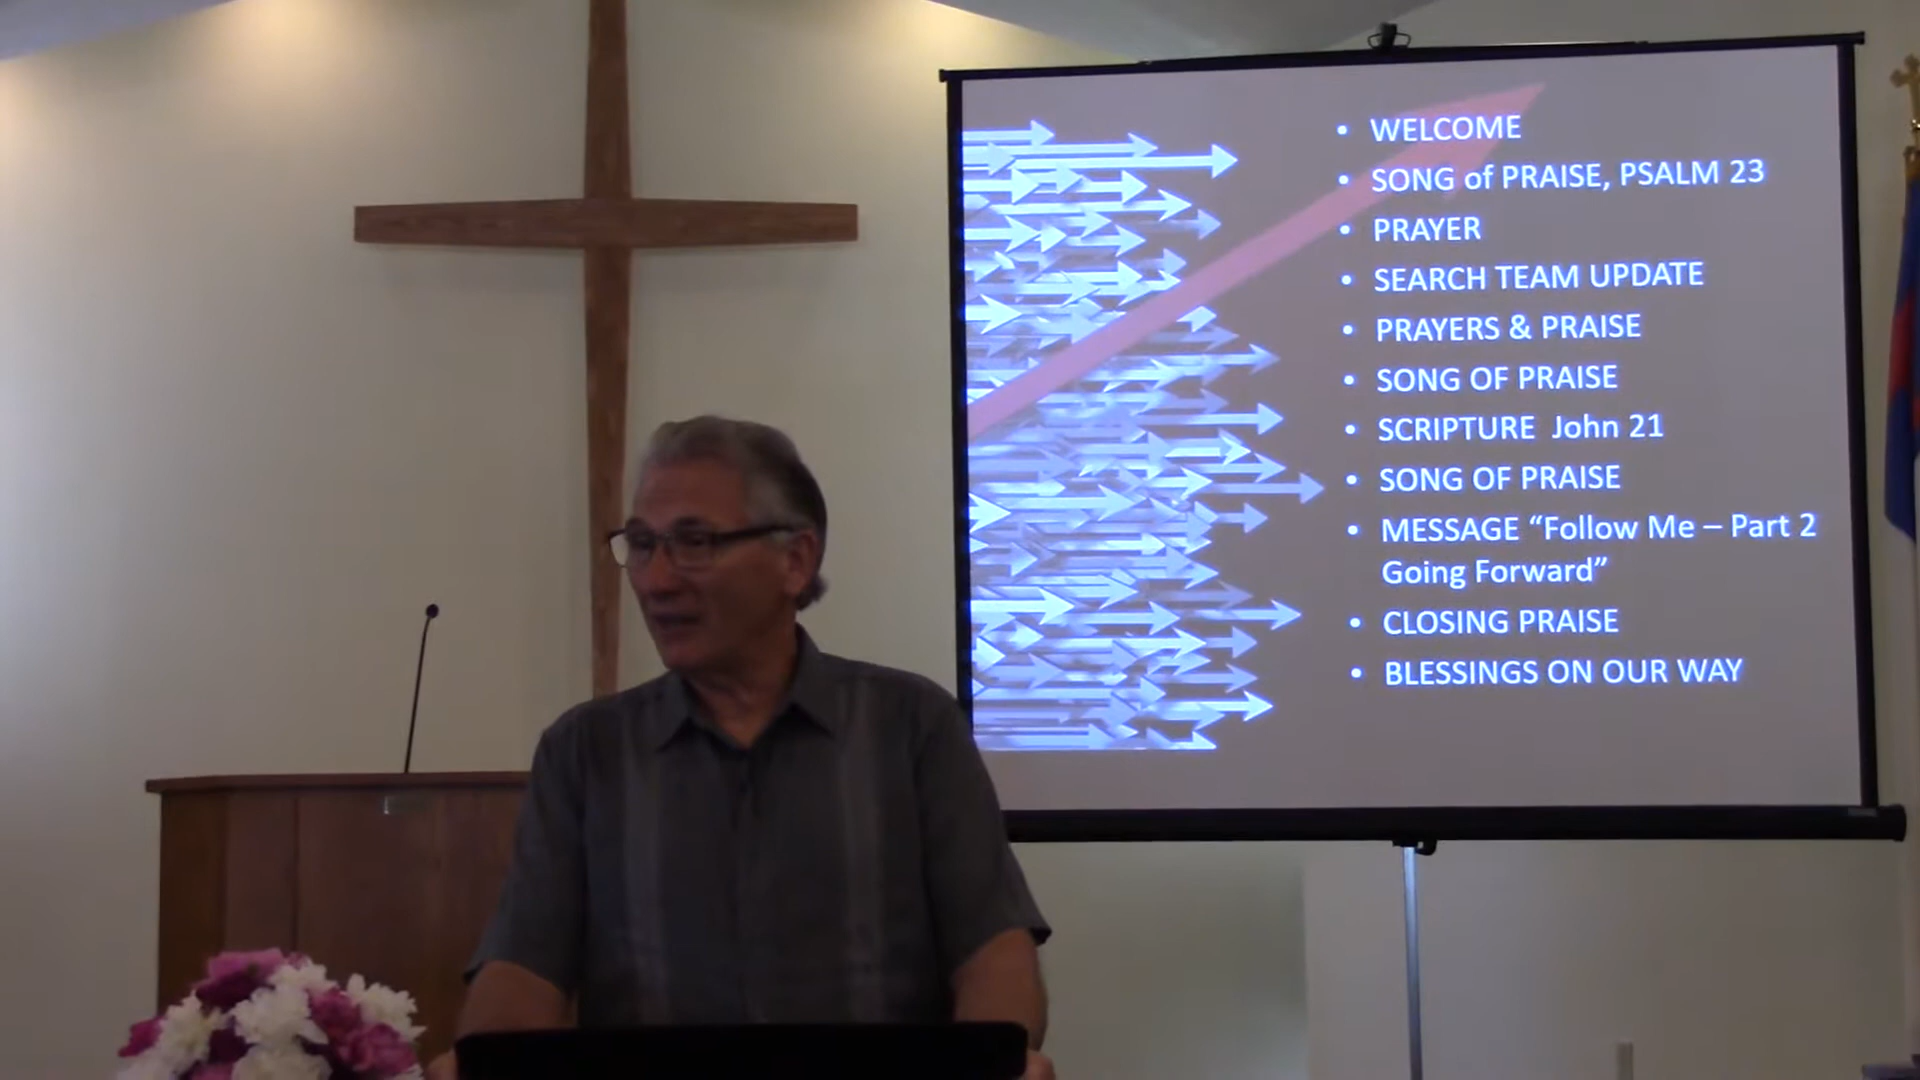 • WELCOME
• SONG of PRAISE, PSALM 23
• PRAYER
• SEARCH TEAM UPDATE
• PRAYERS & PRAISE
• SONG OF PRAISE
• SCRIPTURE  John 21
• SONG OF PRAISE
• MESSAGE “Follow Me – Part 2
Going Forward”
• CLOSING PRAISE
• BLESSINGS ON OUR WAY